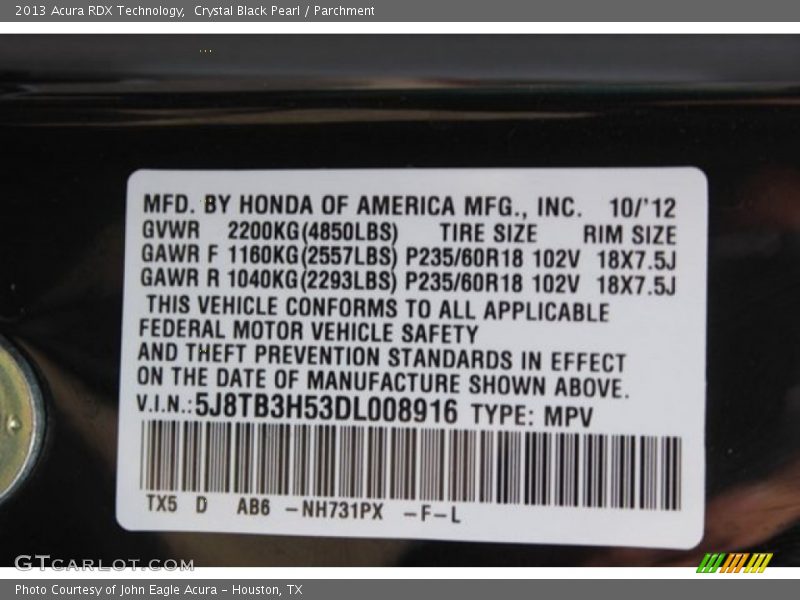 2013 Acura RDX Technology,  Crystal Black Pearl / Parchment
MFD. BY HONDA OF AMERICA MFG., INC. 10/'12
GVWR 2200KG(4850LBS) TIRE SIZE RIM SIZE
GAWR F 1160KG(2557LBS) P235/60R18 102V 18X7.5J
GAWR R 1040KG(2293LBS) P235/60R18 102V 18X7.5J
THIS VEHICLE CONFORMS TO ALL APPLICABLE
FEDERAL MOTOR VEHICLE SAFETY
AND THEFT PREVENTION STANDARDS IN EFFECT
ON THE DATE OF MANUFACTURE SHOWN ABOVE.
V.I.N.:5J8TB3H53DL008916 TYPE: MPV
TX5 D AB6 -NH731PX -F-L
GTCARLOT.COM
Photo Courtesy of John Eagle Acura - Houston, TX